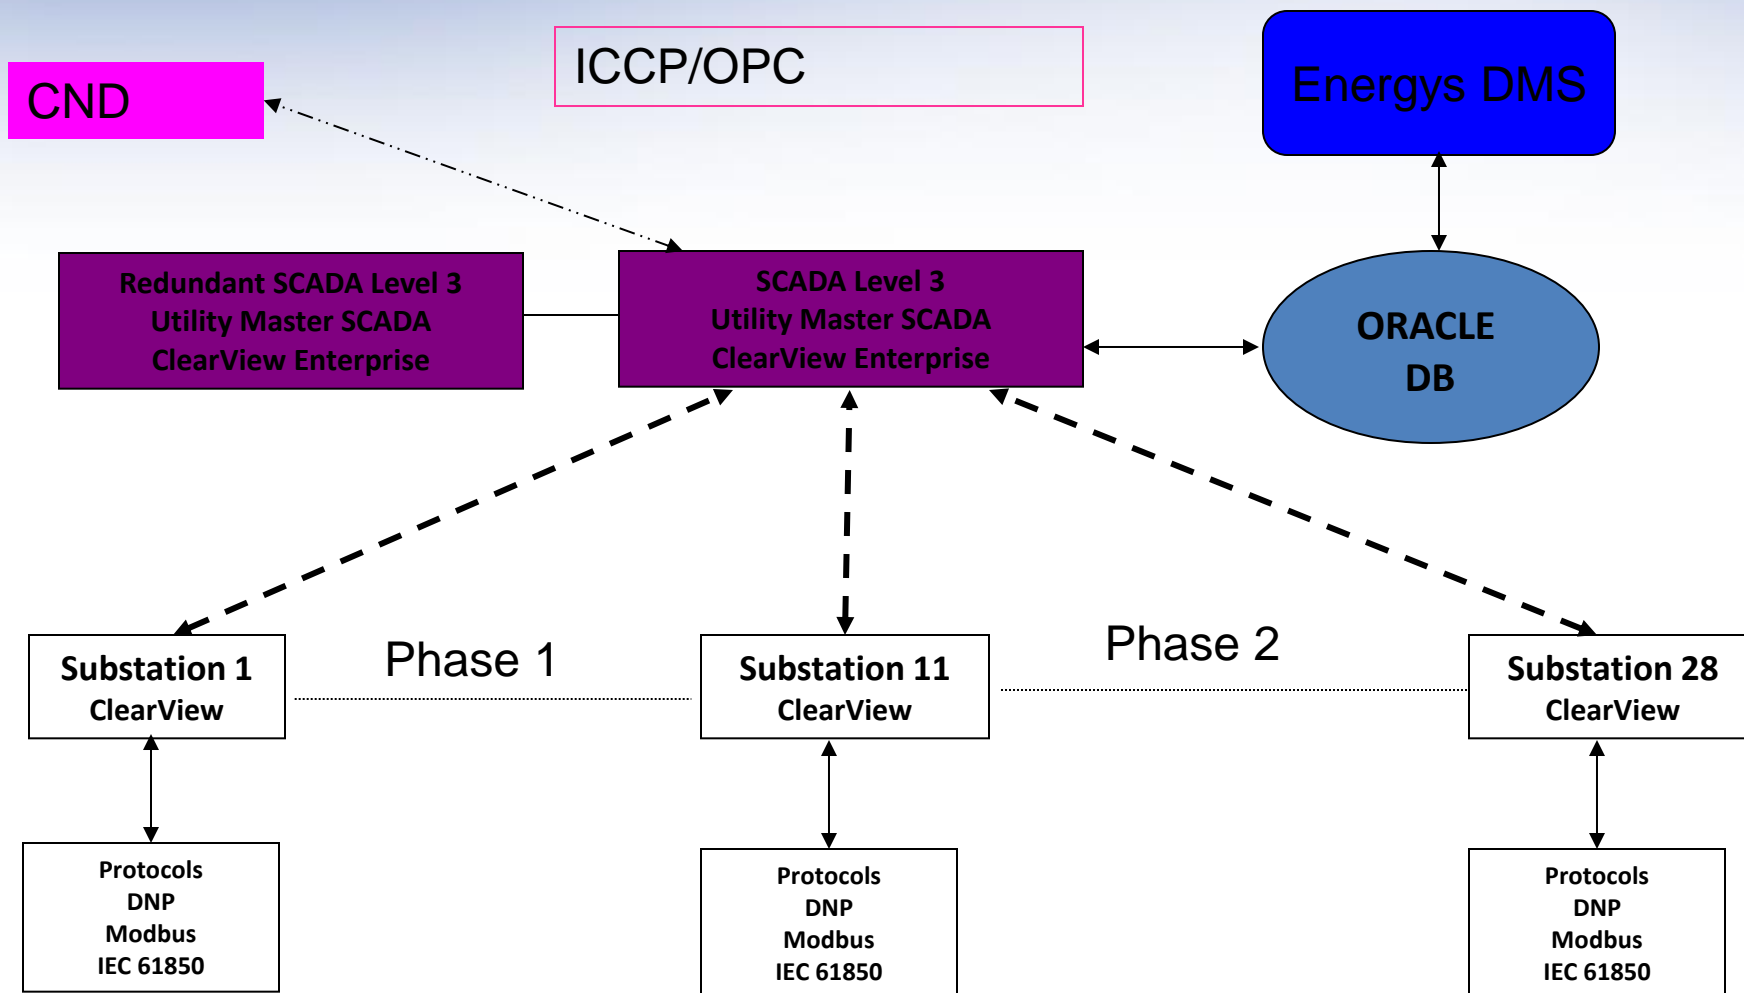 CND
ICCP/OPC
Energys DMS
Redundant SCADA Level 3
Utility Master SCADA
ClearView Enterprise
SCADA Level 3
Utility Master SCADA
ClearView Enterprise
ORACLE
DB
Substation 1
ClearView
Phase 1
Substation 11
ClearView
Phase 2
Substation 28
ClearView
Protocols
DNP
Modbus
IEC 61850
Protocols
DNP
Modbus
IEC 61850
Protocols
DNP
Modbus
IEC 61850